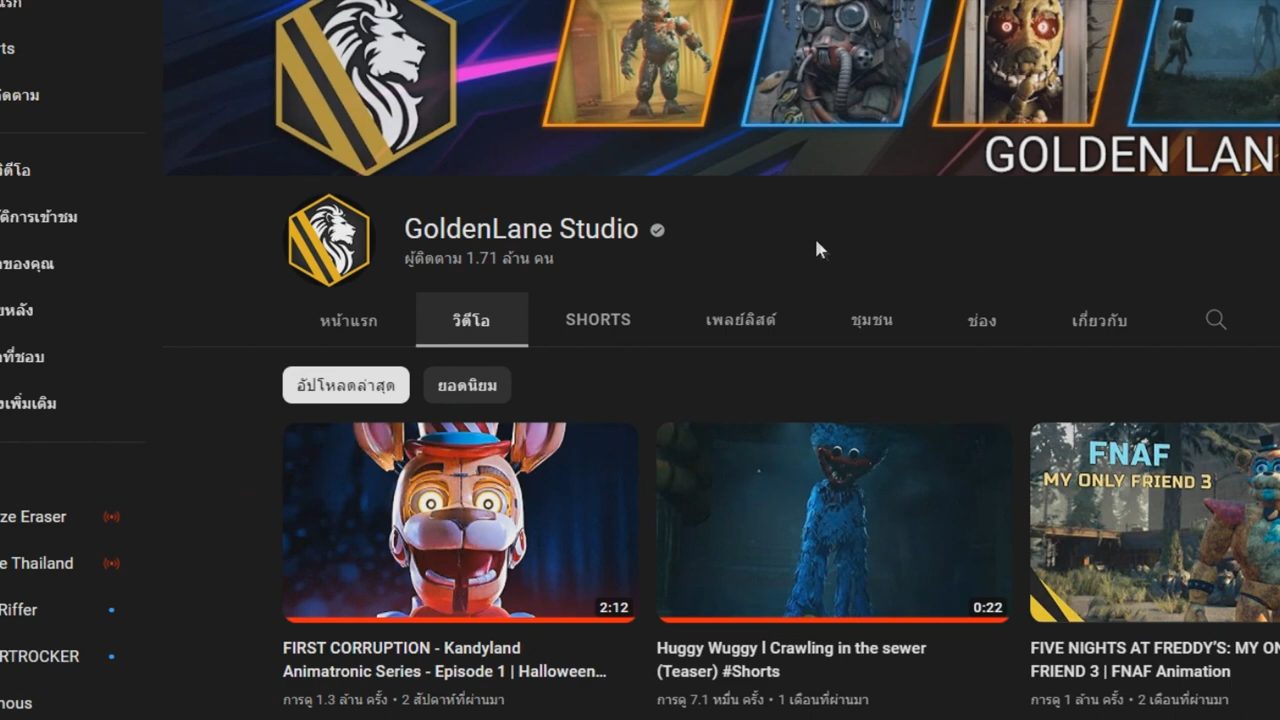 GOLDEN LAN
GoldenLane Studio
ผู้ติดตาม 1.71 ล้าน คน
หน้าแรก
วิดีโอ
SHORTS
เพลย์ลิสต์
ชุมชน
ช่อง
เกี่ยวกับ
อัปโหลดล่าสุด
ยอดนิยม
2:12
0:22
FNAF
MY ONLY FRIEND 3
FIRST CORRUPTION - Kandyland
Animatronic Series - Episode 1 | Halloween...
การดู 1.3 ล้าน ครั้ง • 2 สัปดาห์ที่ผ่านมา
Huggy Wuggy l Crawling in the sewer
(Teaser) #Shorts
การดู 7.1 หมื่น ครั้ง • 1 เดือนที่ผ่านมา
FIVE NIGHTS AT FREDDY'S: MY ON
FRIEND 3 | FNAF Animation
การดู 1 ล้าน ครั้ง • 2 เดือนที่ผ่านมา
rts
ติดตาม
วิดีโอ
ติการเข้าชม
ของคุณ
ยหลัง
ที่ชอบ
งเพิ่มเติม
ze Eraser
e Thailand
Riffer
RTROCKER
nous